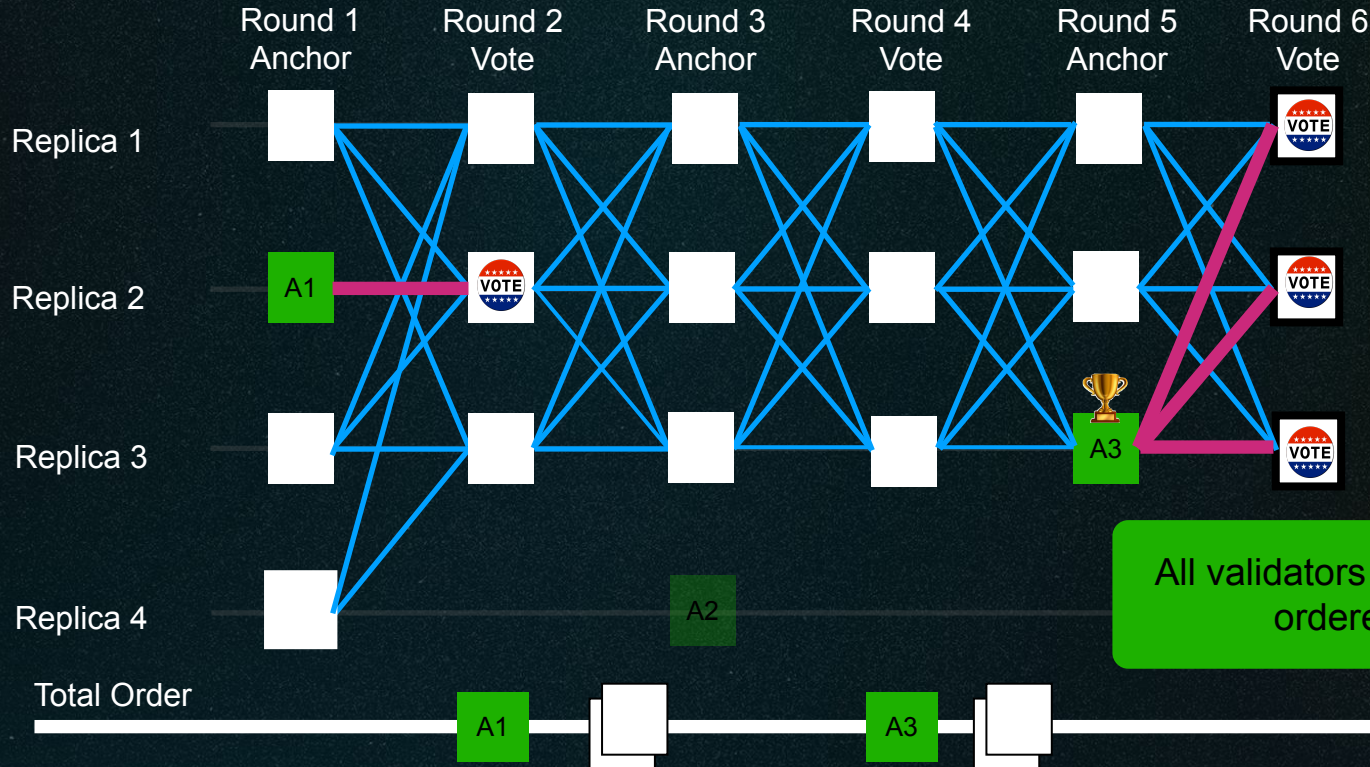 Round 1
Anchor
Round 2
Vote
Round 3
Anchor
Round 4
Vote
Round 5
Anchor
Round 6
Vote
Replica 1
VOTE
A1
VOTE
VOTE
Replica 2
Replica 3
A3
VOTE
All validators
ordere
Replica 4
A2
Total Order
A1
A3